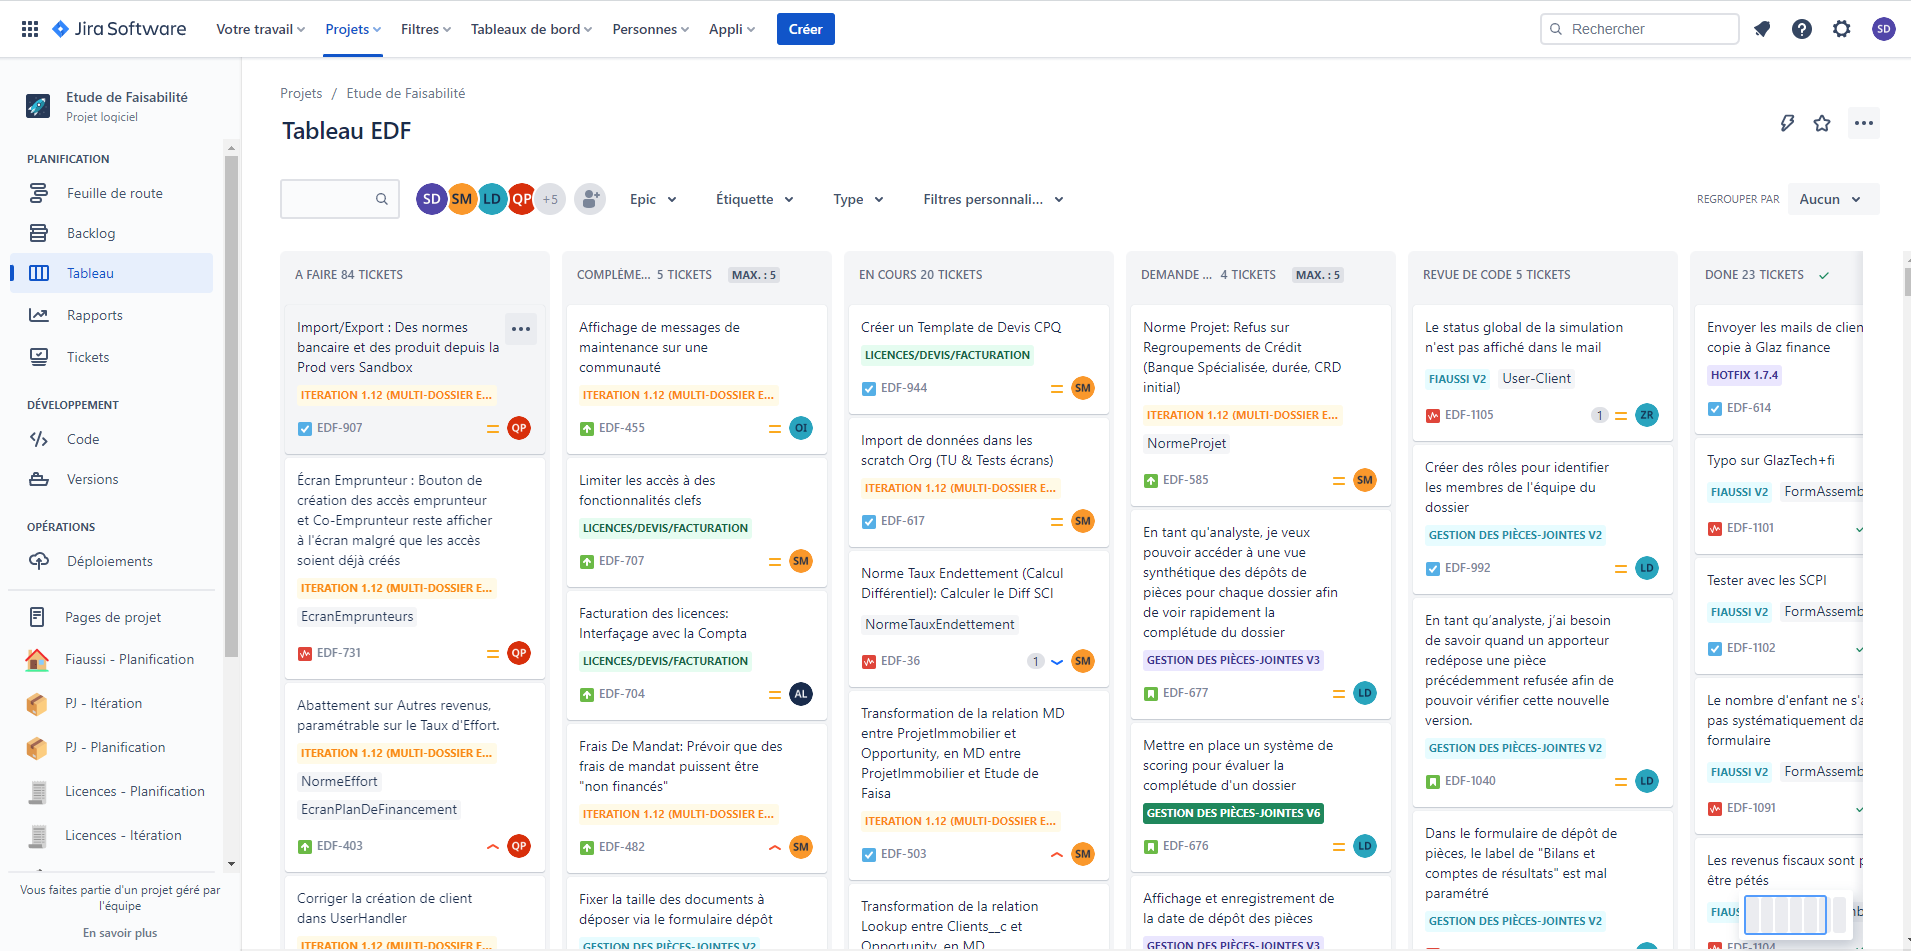 Jira Software
Votre travail
Projets
Filtres
Tableaux de bord
Personnes
Appli
Créer
Rechercher
SD
Etude de Faisabilité
Projet logiciel
PLANIFICATION
Feuille de route
Backlog
Tableau
Rapports
Tickets
DÉVELOPPEMENT
Code
Versions
OPÉRATIONS
Déploiements
Pages de projet
Fiaussi - Planification
PJ - Itération
PJ - Planification
Licences - Planification
Licences - Itération
Vous faites partie d'un projet géré par
l'équipe
En savoir plus
Projets / Etude de Faisabilité
Tableau EDF
SD SM LD QP +5
Epic
Étiquette
Type
Filtres personnali...
REGROUPER PAR
Aucun
A FAIRE 84 TICKETS
Import/Export : Des normes
bancaire et des produit depuis la
Prod vers Sandbox
ITERATION 1.12 (MULTI-DOSSIER E...
EDF-907
QP
Écran Emprunteur : Bouton de
création des accès emprunteur
et Co-Emprunteur reste afficher
à l'écran malgré que les accès
soient déjà créés
ITERATION 1.12 (MULTI-DOSSIER E...
EcranEmprunteurs
EDF-731
QP
Abattement sur Autres revenus,
paramétrable sur le Taux d'Effort.
ITERATION 1.12 (MULTI-DOSSIER E...
NormeEffort
EcranPlanDeFinancement
EDF-403
QP
Corriger la création de client
dans UserHandler
ITERATION 1.12 (MULTI-DOSSIER E...
COMPLÉME... 5 TICKETS MAX. : 5
Affichage de messages de
maintenance sur une
communauté
ITERATION 1.12 (MULTI-DOSSIER E...
EDF-455
OI
Limiter les accès à des
fonctionnalités clefs
LICENCES/DEVIS/FACTURATION
EDF-707
SM
Facturation des licences:
Interfaçage avec la Compta
LICENCES/DEVIS/FACTURATION
EDF-704
AL
Frais De Mandat: Prévoir que des
frais de mandat puissent être
"non financés"
ITERATION 1.12 (MULTI-DOSSIER E...
EDF-482
SM
Fixer la taille des documents à
déposer via le formulaire dépôt
GESTION DES PIÈCES-JOINTES V2
EN COURS 20 TICKETS
Créer un Template de Devis CPQ
LICENCES/DEVIS/FACTURATION
EDF-944
SM
Import de données dans les
scratch Org (TU & Tests écrans)
ITERATION 1.12 (MULTI-DOSSIER E...
EDF-617
SM
Norme Taux Endettement (Calcul
Différentiel): Calculer le Diff SCI
NormeTauxEndettement
EDF-36
1
SM
Transformation de la relation MD
entre ProjetImmobilier et
Opportunity, en MD entre
ProjetImmobilier et Etude de
Faisa
ITERATION 1.12 (MULTI-DOSSIER E...
EDF-503
SM
Transformation de la relation
Lookup entre Clients__c et
Opportunity, en MD
DEMANDE ... 4 TICKETS MAX. : 5
Norme Projet: Refus sur
Regroupements de Crédit
(Banque Spécialisée, durée, CRD
initial)
ITERATION 1.12 (MULTI-DOSSIER E...
NormeProjet
EDF-585
SM
En tant qu'analyste, je veux
pouvoir accéder à une vue
synthétique des dépôts de
pièces pour chaque dossier afin
de voir rapidement la
complétude du dossier
GESTION DES PIÈCES-JOINTES V3
EDF-677
LD
Mettre en place un système de
scoring pour évaluer la
complétude d'un dossier
GESTION DES PIÈCES-JOINTES V6
EDF-676
LD
Affichage et enregistrement de
la date de dépôt des pièces
GESTION DES PIÈCES-JOINTES V3
REVUE DE CODE 5 TICKETS
Le status global de la simulation
n'est pas affiché dans le mail
FIAUSSI V2
User-Client
EDF-1105
1
ZR
Créer des rôles pour identifier
les membres de l'équipe du
dossier
GESTION DES PIÈCES-JOINTES V2
EDF-992
LD
En tant qu’analyste, j’ai besoin
de savoir quand un apporteur
redépose une pièce
précédemment refusée afin de
pouvoir vérifier cette nouvelle
version.
GESTION DES PIÈCES-JOINTES V2
EDF-1040
LD
Dans le formulaire de dépôt de
pièces, le label de "Bilans et
comptes de résultats" est mal
paramétré
GESTION DES PIÈCES-JOINTES V2
DONE 23 TICKETS
Envoyer les mails de clien
copie à Glaz finance
HOTFIX 1.7.4
EDF-614
Typo sur GlazTech+fi
FIAUSSI V2
FormAssemb
EDF-1101
Tester avec les SCPI
FIAUSSI V2
FormAssemb
EDF-1102
Le nombre d'enfant ne s'a
pas systématiquement da
formulaire
FIAUSSI V2
FormAssemb
EDF-1091
Les revenus fiscaux sont p
être pétés
FIAUS
EDF-1104